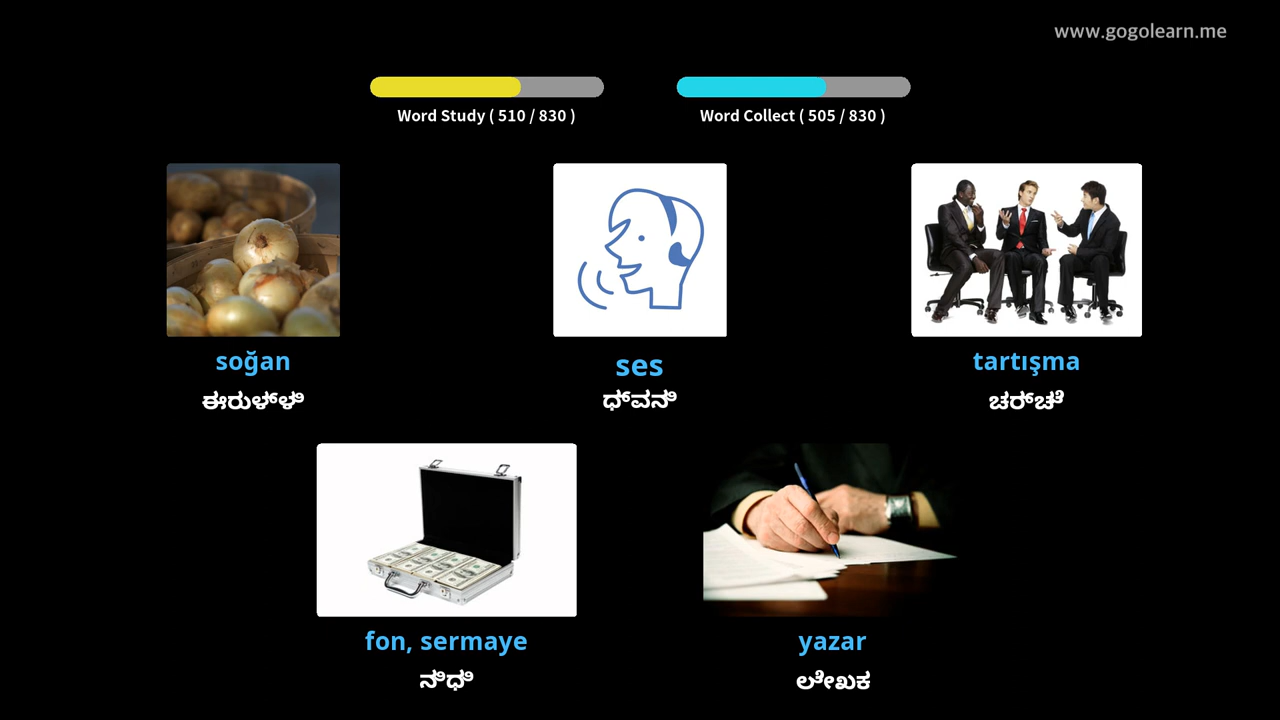 www.gogolearn.me
Word Study ( 510 / 830 )
Word Collect ( 505 / 830 )
soğan
ಈರುಳ್ಳಿ
ses
ಧ್ವನಿ
tartışma
ಚರ್ಚೆ
fon, sermaye
ನಿಧಿ
yazar
ಲೇಖಕ